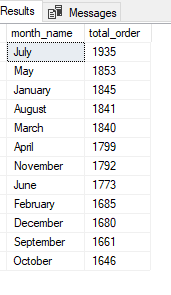 Results Messages
month_name total_order
July 1935
May 1853
January 1845
August 1841
March 1840
April 1799
November 1792
June 1773
February 1685
December 1680
September 1661
October 1646